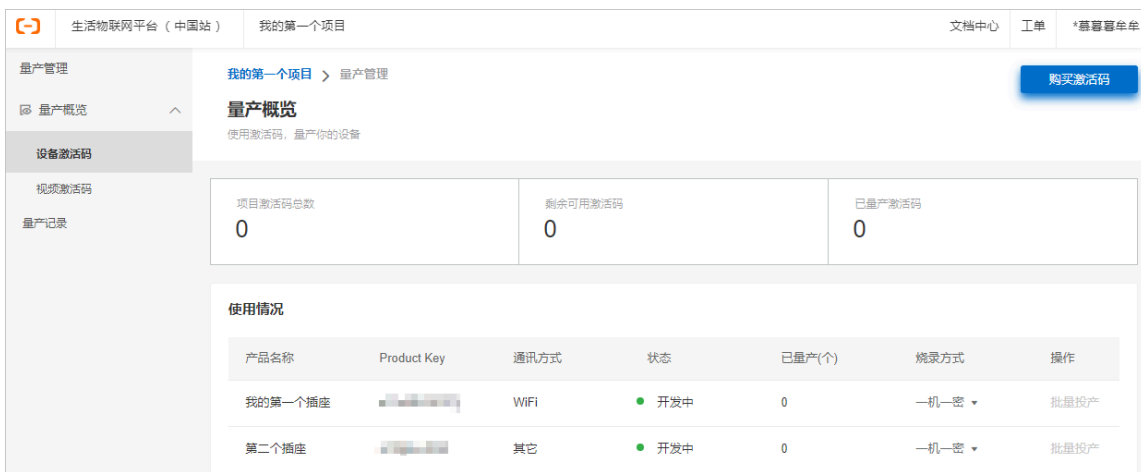 生活物联网平台（中国站） 我的第一个项目 文档中心 工单 *慕暮暮牟牟
量产管理
量产概览
设备激活码
视频激活码
量产记录
我的第一个项目 > 量产管理
购买激活码
量产概览
使用激活码，量产你的设备
项目激活码总数 剩余可用激活码 已量产激活码
0 0 0
使用情况
产品名称 Product Key 通讯方式 状态 已量产(个) 烧录方式 操作
我的第一个插座 WiFi 开发中 0 一机一密 批量投产
第二个插座 其它 开发中 0 一机一密 批量投产